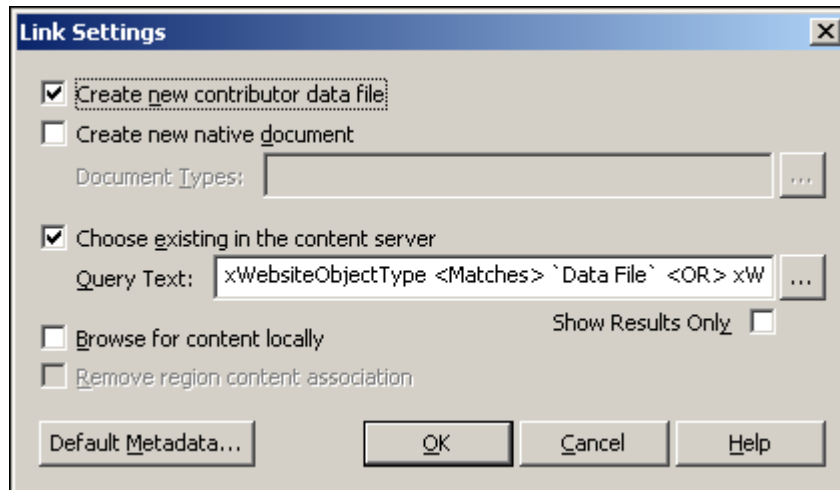 Link Settings
Create new contributor data file
Create new native document
Document Types:
...
Choose existing in the content server
Query Text: xWebsiteObjectType <Matches> `Data File` <OR> xW ...
Show Results Only
Browse for content locally
Remove region content association
Default Metadata... OK Cancel Help